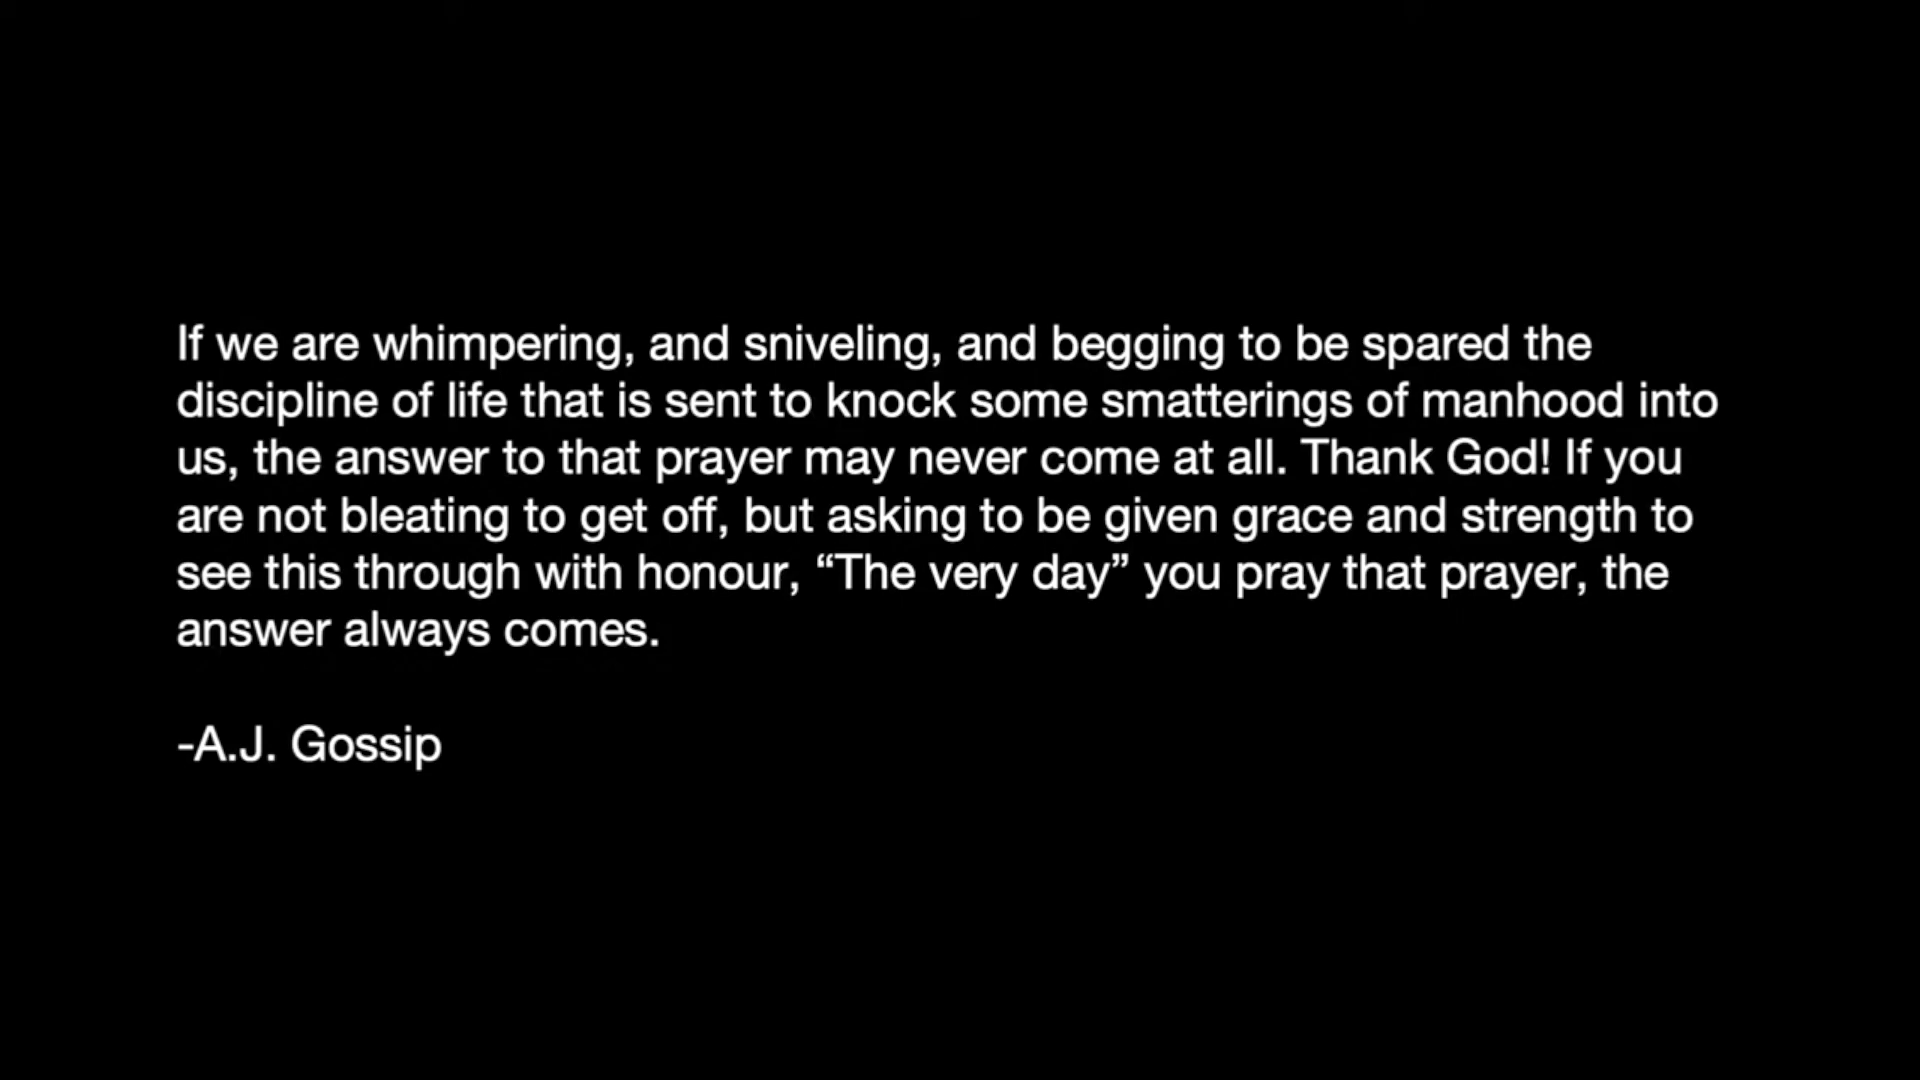 If we are whimpering, and sniveling, and begging to be spared the
discipline of life that is sent to knock some smatterings of manhood into
us, the answer to that prayer may never come at all. Thank God! If you
are not bleating to get off, but asking to be given grace and strength to
see this through with honour, “The very day” you pray that prayer, the
answer always comes.
-A.J. Gossip